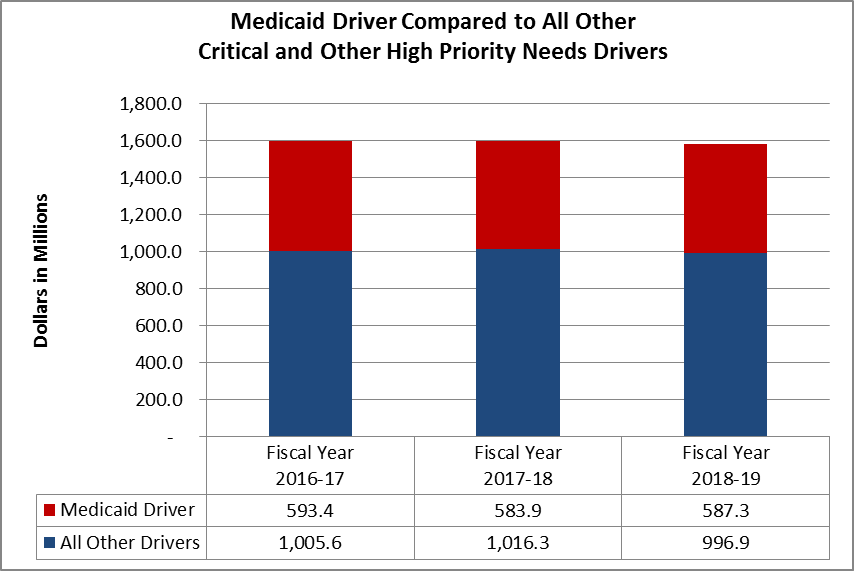 Medicaid Driver Compared to All Other
Critical and Other High Priority Needs Drivers
Dollars in Millions
1,800.0
1,600.0
1,400.0
1,200.0
1,000.0
800.0
600.0
400.0
200.0
-
Fiscal Year Fiscal Year Fiscal Year
2016-17 2017-18 2018-19
Medicaid Driver 593.4 583.9 587.3
All Other Drivers 1,005.6 1,016.3 996.9